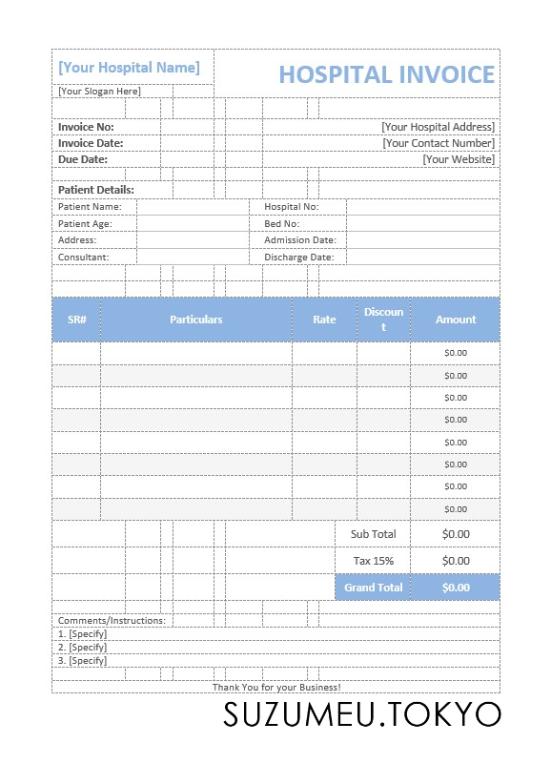 [Your Hospital Name]
HOSPITAL INVOICE
[Your Slogan Here]
Invoice No: [Your Hospital Address]
Invoice Date: [Your Contact Number]
Due Date: [Your Website]
Patient Details:
Patient Name: Hospital No:
Patient Age: Bed No:
Address: Admission Date:
Consultant: Discharge Date:
SR# Particulars Rate Discoun
t Amount
$0.00
$0.00
$0.00
$0.00
$0.00
$0.00
$0.00
$0.00
Sub Total $0.00
Tax 15% $0.00
Grand Total $0.00
Comments/Instructions:
1. [Specify]
2. [Specify]
3. [Specify]
Thank You for your Business!
SUZUMEU.TOKYO